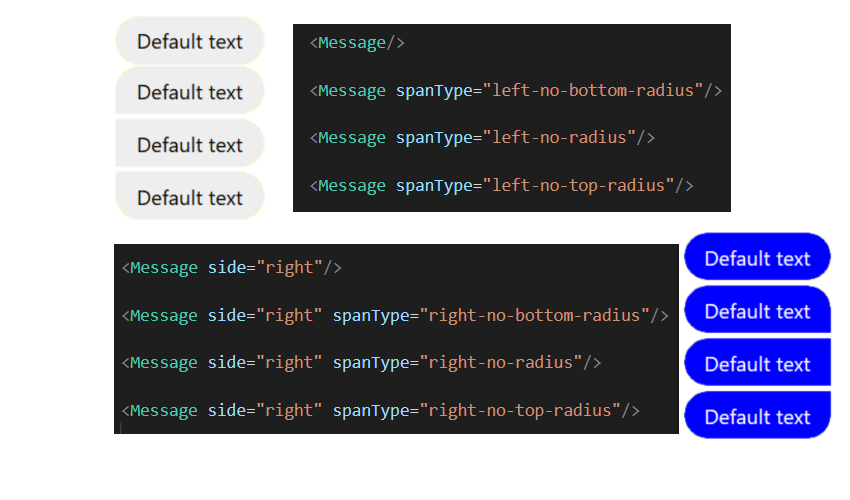 Default text
Default text
Default text
Default text
<Message/>
<Message spanType="left-no-bottom-radius"/>
<Message spanType="left-no-radius"/>
<Message spanType="left-no-top-radius"/>
<Message side="right"/>
<Message side="right" spanType="right-no-bottom-radius"/>
<Message side="right" spanType="right-no-radius"/>
<Message side="right" spanType="right-no-top-radius"/>
Default text
Default text
Default text
Default text